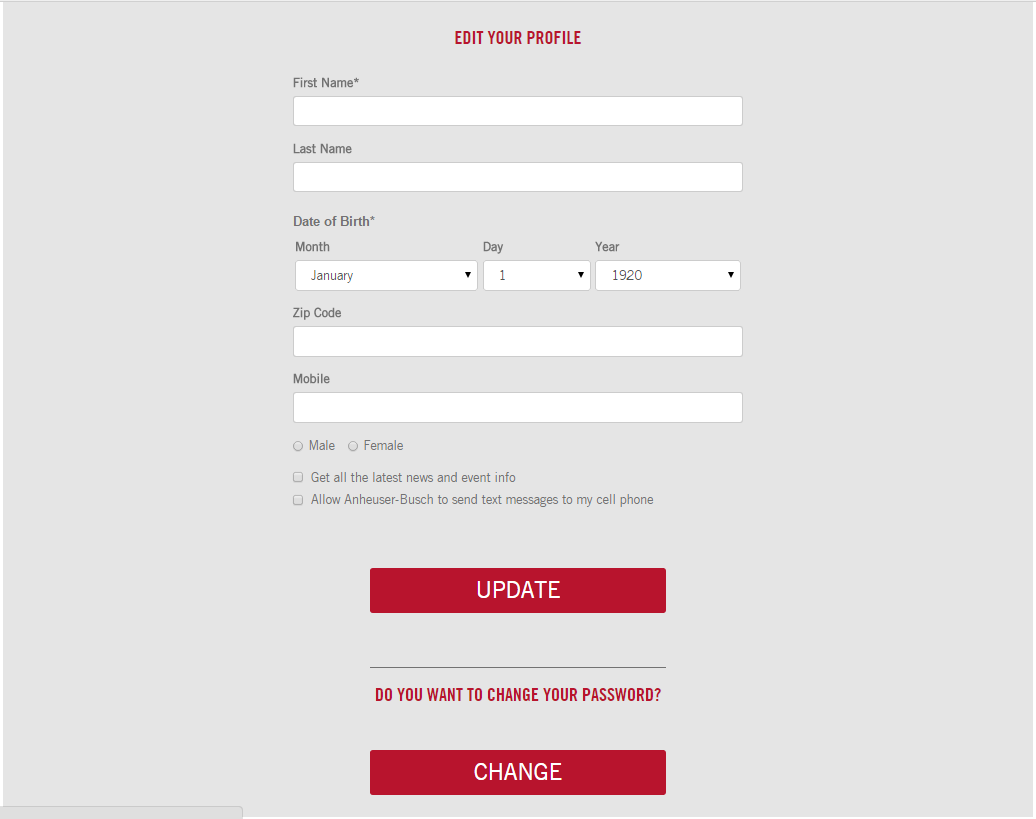 EDIT YOUR PROFILE
First Name*
Last Name
Date of Birth*
Month Day Year
January 1 1920
Zip Code
Mobile
Male Female
Get all the latest news and event info
Allow Anheuser-Busch to send text messages to my cell phone
UPDATE
DO YOU WANT TO CHANGE YOUR PASSWORD?
CHANGE